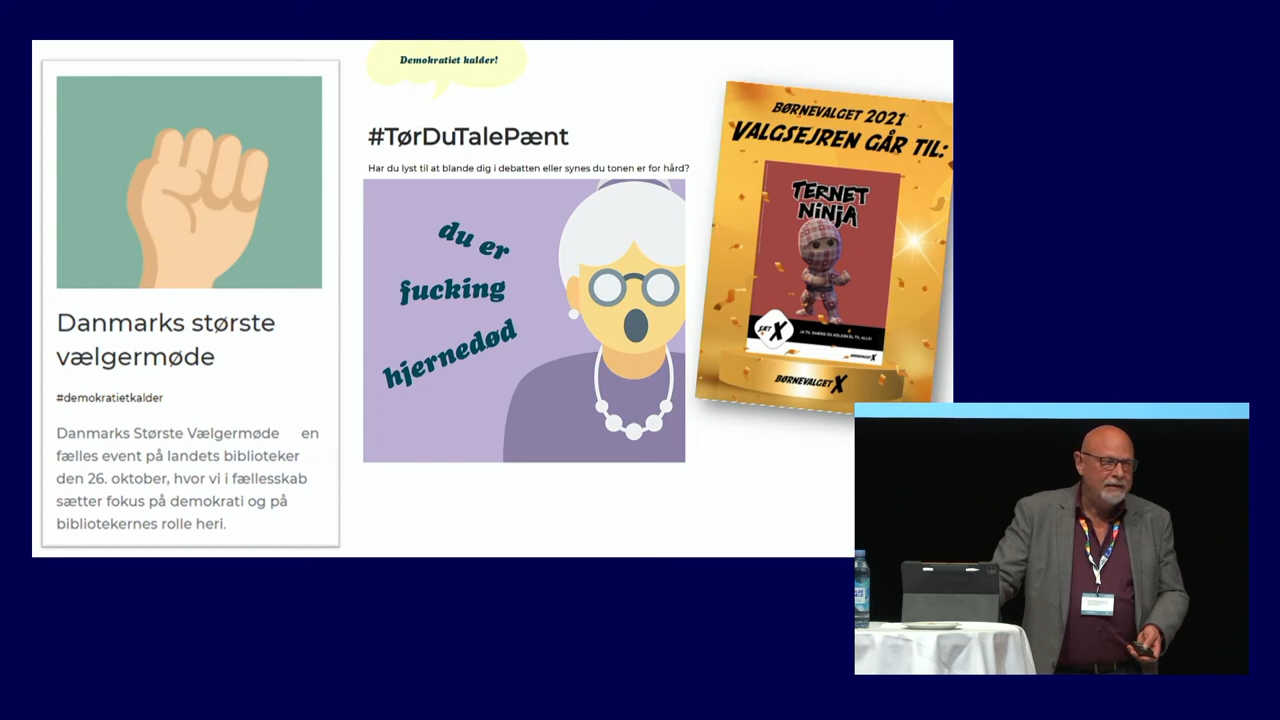 Demokratiet kalder!
#TørDuTalePænt
Har du lyst til at blande dig i debatten eller synes du tonen er for hård?
du er
fucking
hjernedød
Danmarks største
vælgermøde
#demokratietkalder
Danmarks Største Vælgermøde en
fælles event på landets biblioteker
den 26. oktober, hvor vi i fællesskab
sætter fokus på demokrati og på
bibliotekernes rolle heri.
BØRNEVALGET 2021
VALGSEJREN GÅR TIL:
TERNET
NINJA
SÆT X
BØRNEVALGET X